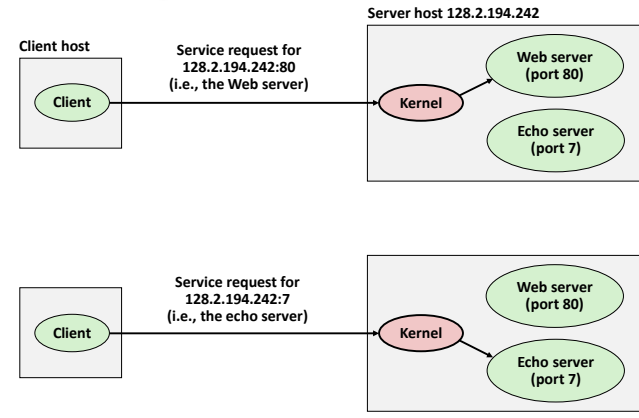 Server host 128.2.194.242
Client host
Service request for
128.2.194.242:80
(i.e., the Web server)
Client
Kernel
Web server
(port 80)
Echo server
(port 7)
Service request for
128.2.194.242:7
(i.e., the echo server)
Client
Kernel
Web server
(port 80)
Echo server
(port 7)